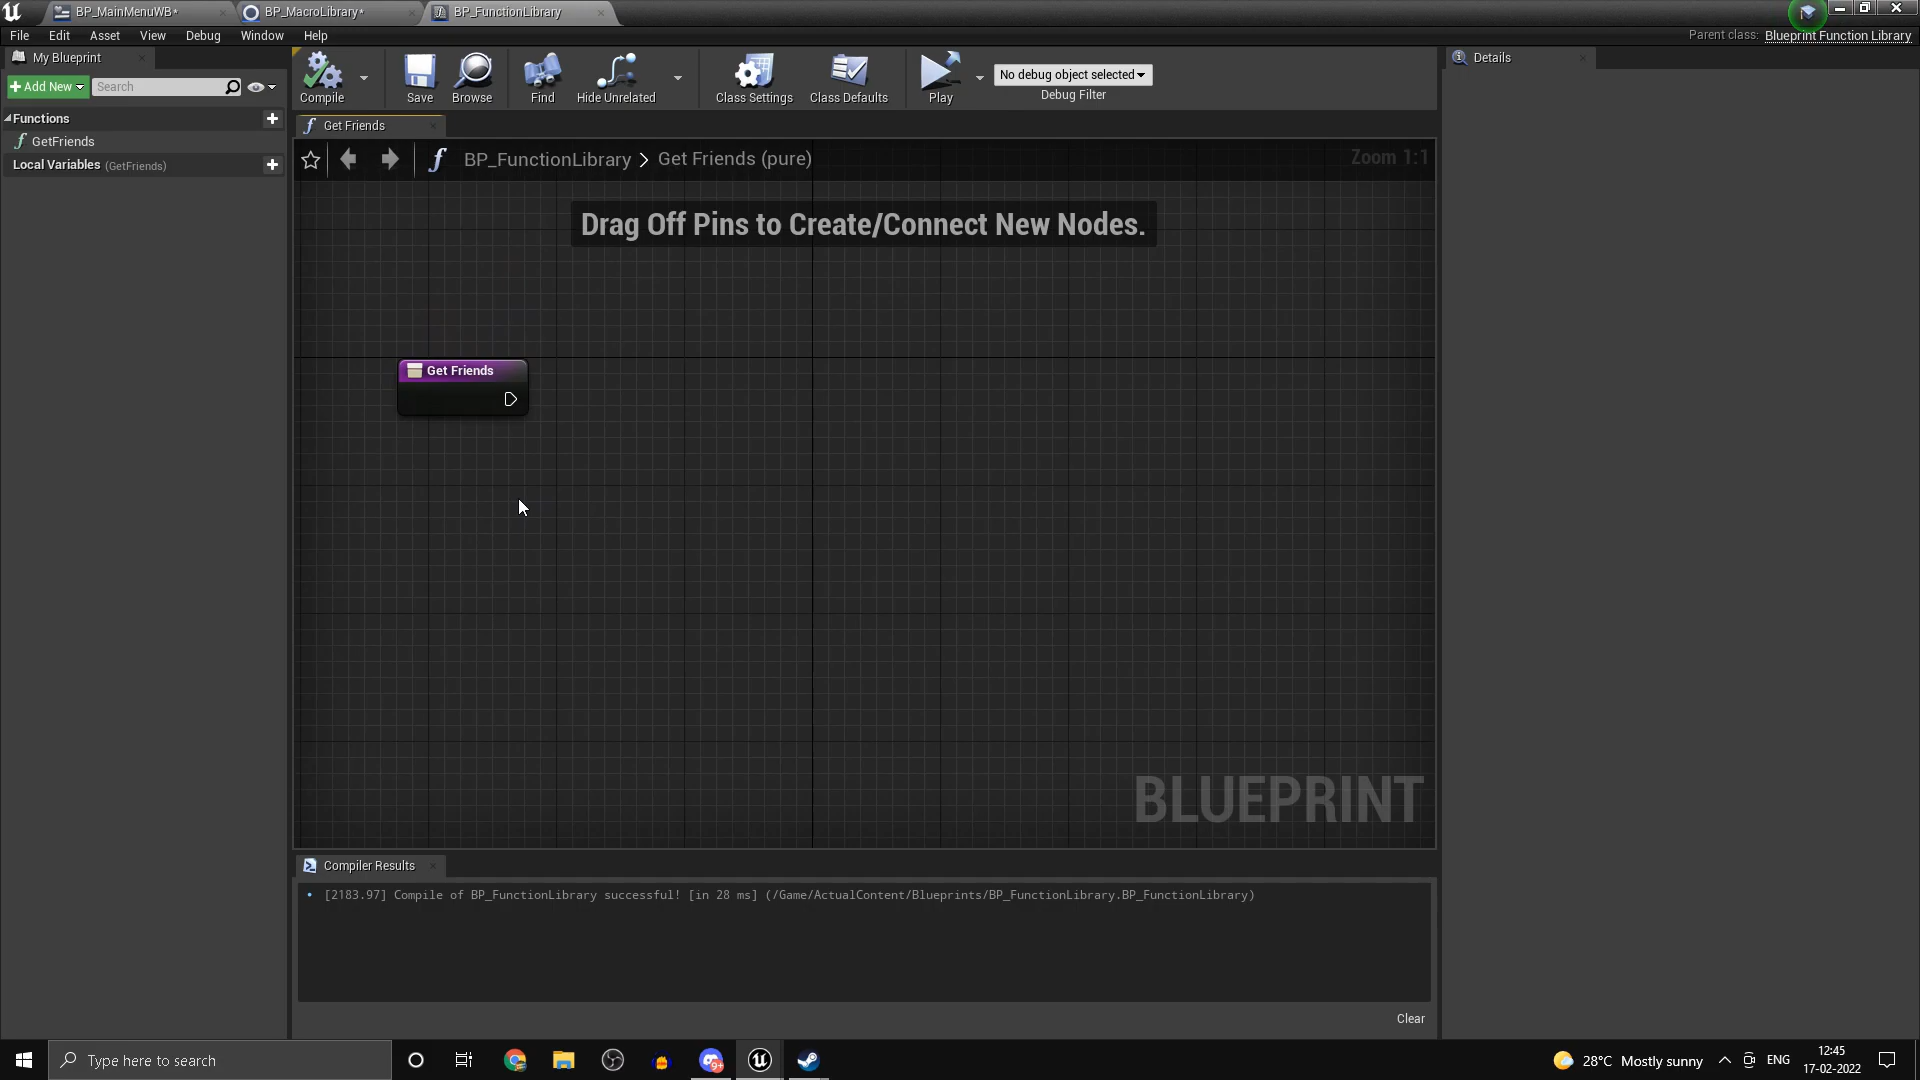 BP_MainMenuWB*
BP_MacroLibrary*
BP_FunctionLibrary
File Edit Asset View Debug Window Help
Parent class: Blueprint Function Library
My Blueprint
Add New
Search
Functions
GetFriends
Local Variables (GetFriends)
Compile
Save
Browse
Find
Hide Unrelated
Class Settings
Class Defaults
Play
No debug object selected
Debug Filter
Details
Get Friends
BP_FunctionLibrary > Get Friends (pure)
Zoom 1:1
Drag Off Pins to Create/Connect New Nodes.
Get Friends
BLUEPRINT
Compiler Results
[2183.97] Compile of BP_FunctionLibrary successful! [in 28 ms] (/Game/ActualContent/Blueprints/BP_FunctionLibrary.BP_FunctionLibrary)
Clear
Type here to search
9+
28°C Mostly sunny
ENG
12:45
17-02-2022